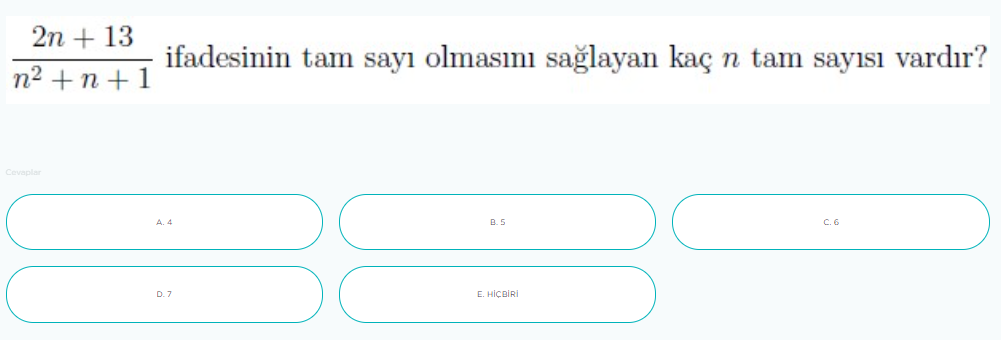 2n + 13
n² + n + 1 ifadesinin tam sayı olmasını sağlayan kaç n tam sayısı vardır?
Cevaplar
A. 4
B. 5
C. 6
D. 7
E. HİÇBİRİ